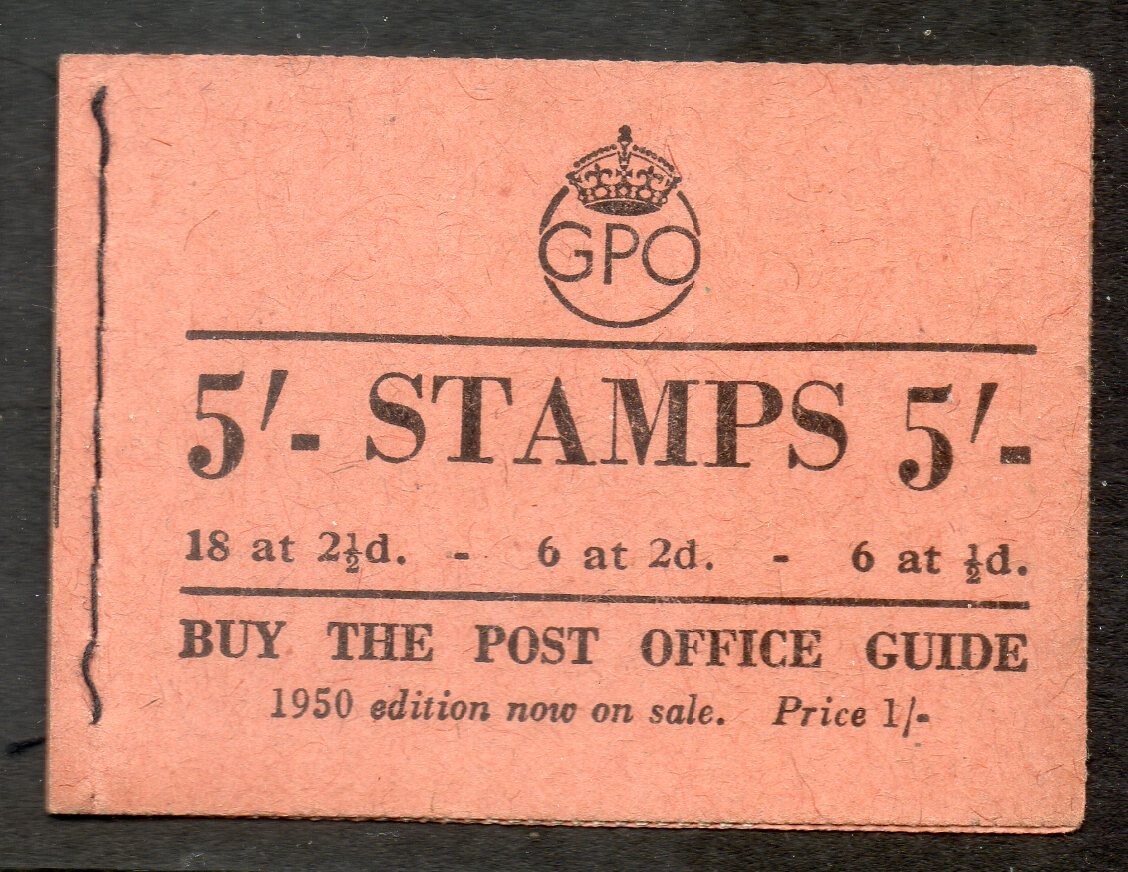 GPO
5'- STAMPS 5'-
18 at 2½d. - 6 at 2d. - 6 at ½d.
BUY THE POST OFFICE GUIDE
1950 edition now on sale. Price 1/-